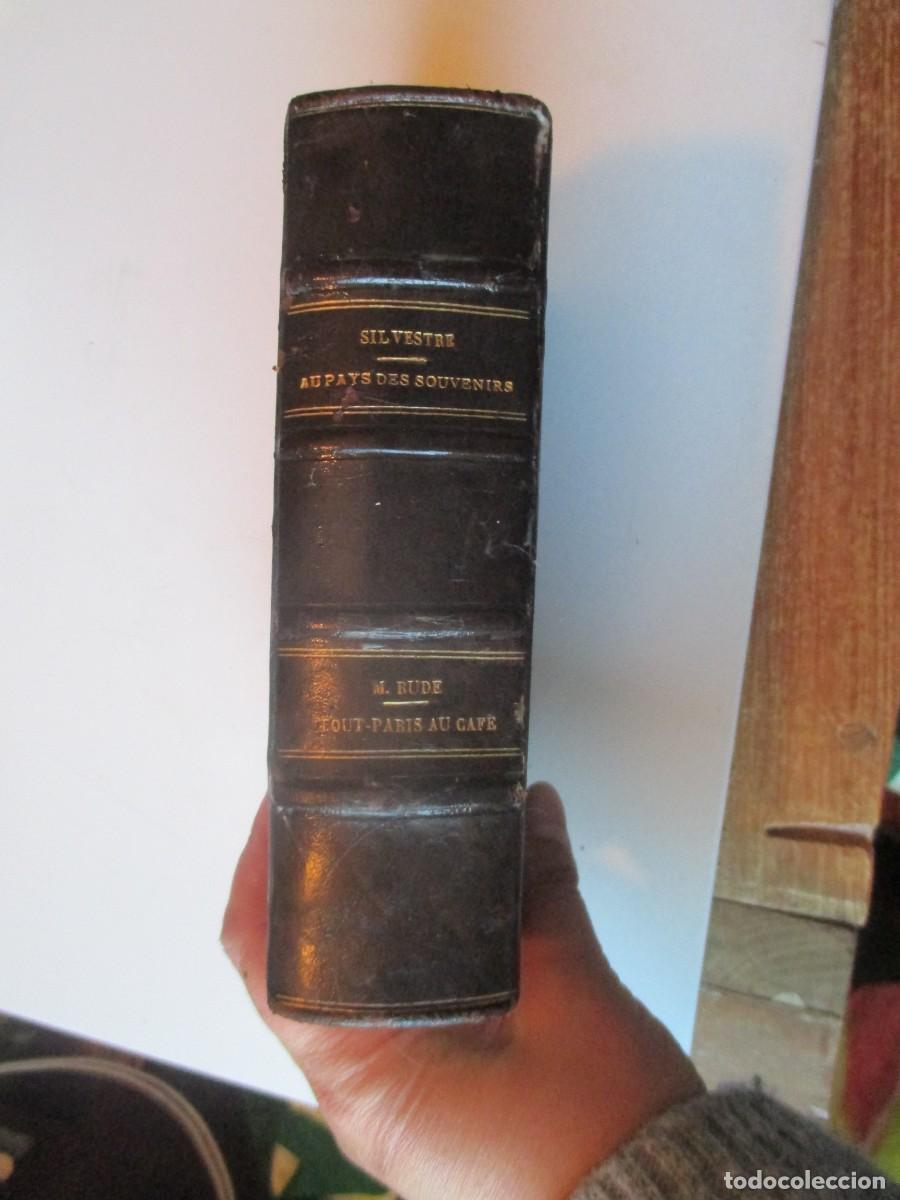 SILVESTRE
AU PAYS DES SOUVENIRS
M. RUDE
TOUT-PARIS AU CAFÉ
todocoleccion